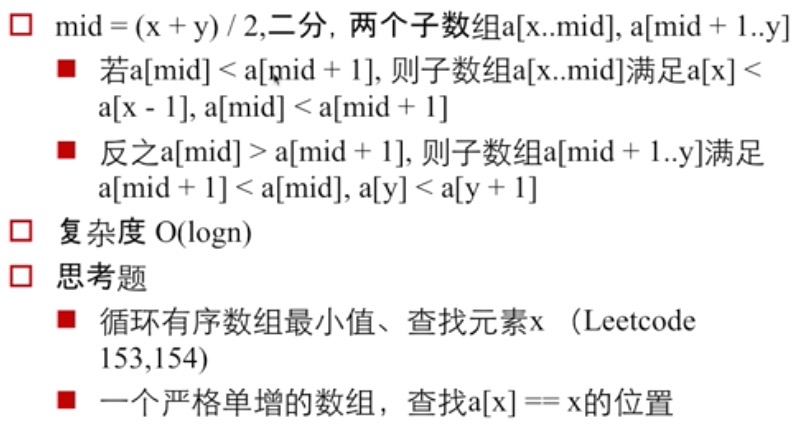 mid = (x + y) / 2,二分，两个子数组a[x..mid], a[mid + 1..y]
若a[mid] < a[mid + 1], 则子数组a[x..mid]满足a[x] <
a[x - 1], a[mid] < a[mid + 1]
反之a[mid] > a[mid + 1], 则子数组a[mid + 1..y]满足
a[mid + 1] < a[mid], a[y] < a[y + 1]
复杂度 O(logn)
思考题
循环有序数组最小值、查找元素x （Leetcode
153,154)
一个严格单增的数组，查找a[x] == x的位置